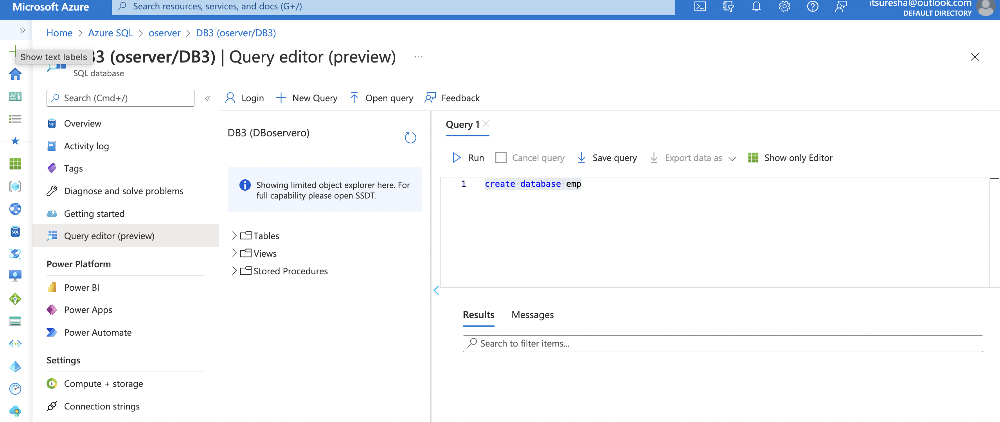 Microsoft Azure
Search resources, services, and docs (G+/)
itsuresha@outlook.com
DEFAULT DIRECTORY
Home > Azure SQL > oserver > DB3 (oserver/DB3)
Show text labels
3 (oserver/DB3) | Query editor (preview) ...
SQL database
Search (Cmd+/)
«
Login
New Query
Open query
Feedback
Overview
Activity log
Tags
Diagnose and solve problems
Getting started
Query editor (preview)
Power Platform
Power BI
Power Apps
Power Automate
Settings
Compute + storage
Connection strings
DB3 (DBoservero)
Showing limited object explorer here. For
full capability please open SSDT.
Tables
Views
Stored Procedures
Query 1
Run
Cancel query
Save query
Export data as
Show only Editor
1 create database emp
Results
Messages
Search to filter items...